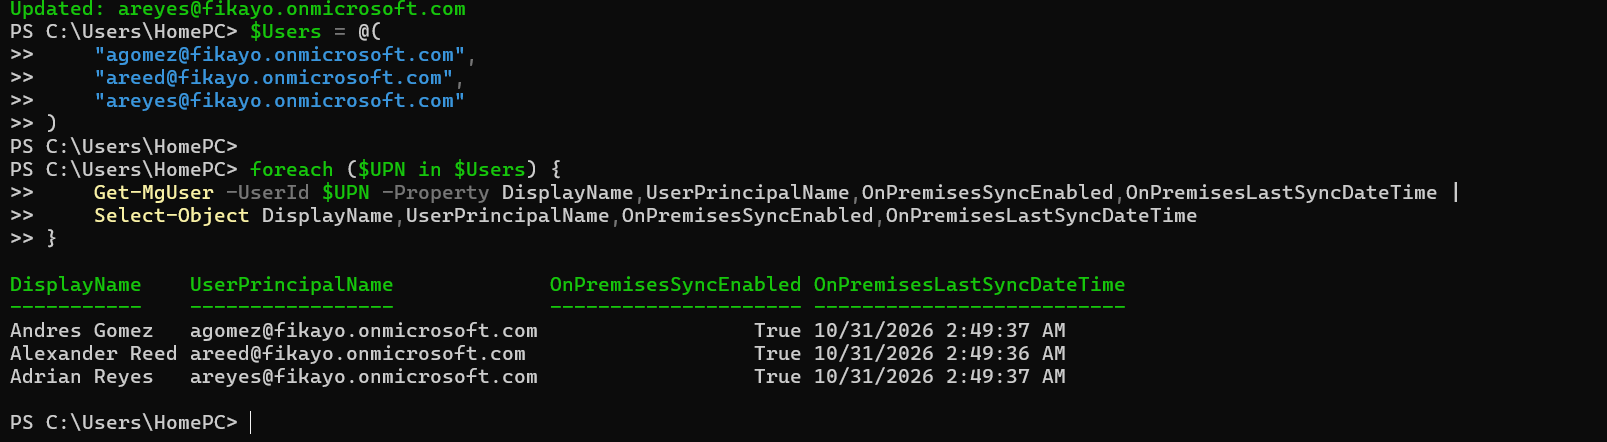 Updated: areyes@fikayo.onmicrosoft.com
PS C:\Users\HomePC> $Users = @(
>>     "agomez@fikayo.onmicrosoft.com",
>>     "areed@fikayo.onmicrosoft.com",
>>     "areyes@fikayo.onmicrosoft.com"
>> )
PS C:\Users\HomePC>
PS C:\Users\HomePC> foreach ($UPN in $Users) {
>>     Get-MgUser -UserId $UPN -Property DisplayName,UserPrincipalName,OnPremisesSyncEnabled,OnPremisesLastSyncDateTime |
>>     Select-Object DisplayName,UserPrincipalName,OnPremisesSyncEnabled,OnPremisesLastSyncDateTime
>> }
DisplayName    UserPrincipalName             OnPremisesSyncEnabled OnPremisesLastSyncDateTime
-----------    -----------------             --------------------- --------------------------
Andres Gomez   agomez@fikayo.onmicrosoft.com                  True 10/31/2026 2:49:37 AM
Alexander Reed areed@fikayo.onmicrosoft.com                   True 10/31/2026 2:49:36 AM
Adrian Reyes   areyes@fikayo.onmicrosoft.com                  True 10/31/2026 2:49:37 AM
PS C:\Users\HomePC>